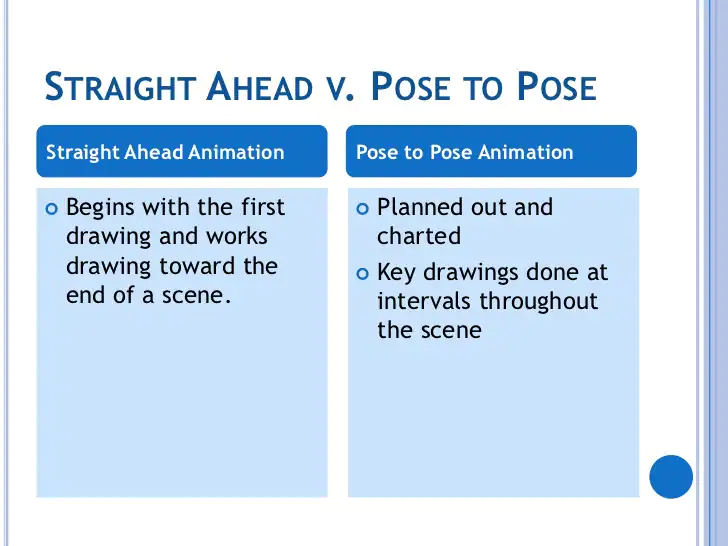 Straight Ahead v. Pose to Pose
Straight Ahead Animation
Begins with the first
drawing and works
drawing toward the
end of a scene.
Pose to Pose Animation
Planned out and
charted
Key drawings done at
intervals throughout
the scene